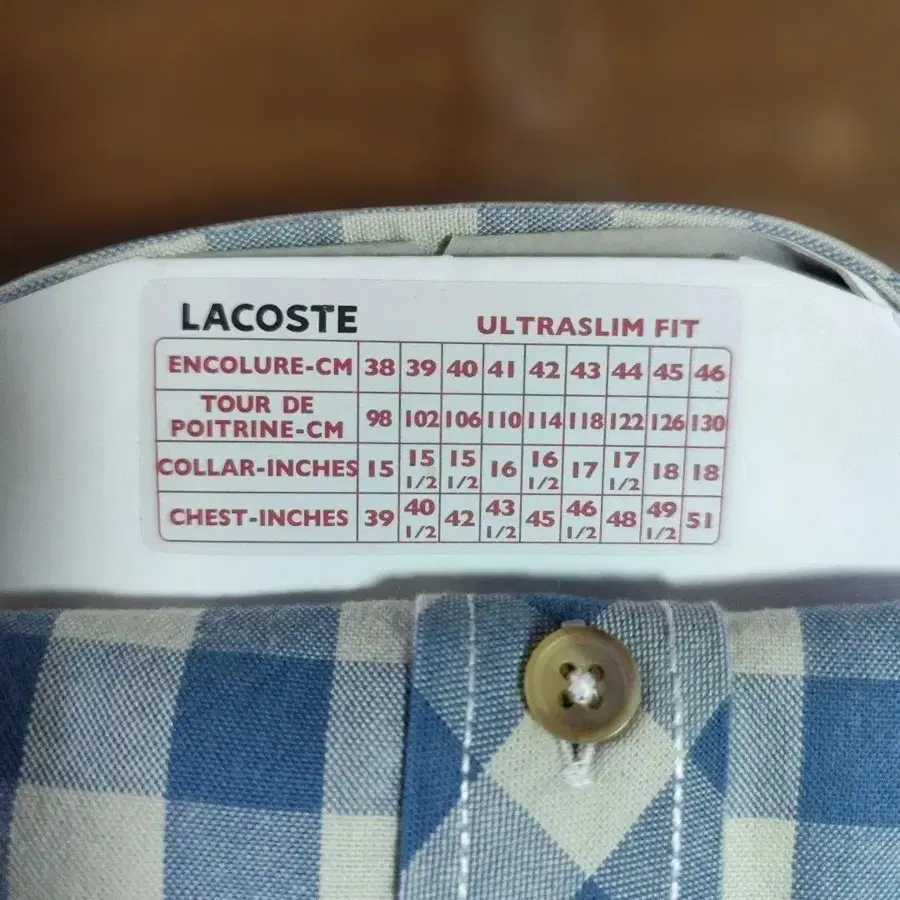 LACOSTE ULTRASLIM FIT
ENCOLURE-CM 38 39 40 41 42 43 44 45 46
TOUR DE POITRINE-CM 98 102 106 110 114 118 122 126 130
COLLAR-INCHES 15 15 1/2 15 1/2 16 16 1/2 17 17 1/2 18 18
CHEST-INCHES 39 40 1/2 42 43 1/2 45 46 1/2 48 49 1/2 51